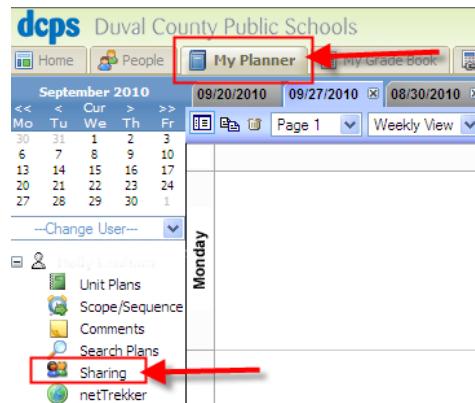 dcps Duval County Public Schools
Home People My Planner My Grade Book
September 2010
<< < Cur > >>
Mo Tu We Th Fr
30 31 1 2 3
6 7 8 9 10
13 14 15 16 17
20 21 22 23 24
27 28 29 30 1
---Change User---
09/20/2010 09/27/2010 08/30/2010
Page 1 Weekly View
Monday
Unit Plans
Scope/Sequence
Comments
Search Plans
Sharing
netTrekker